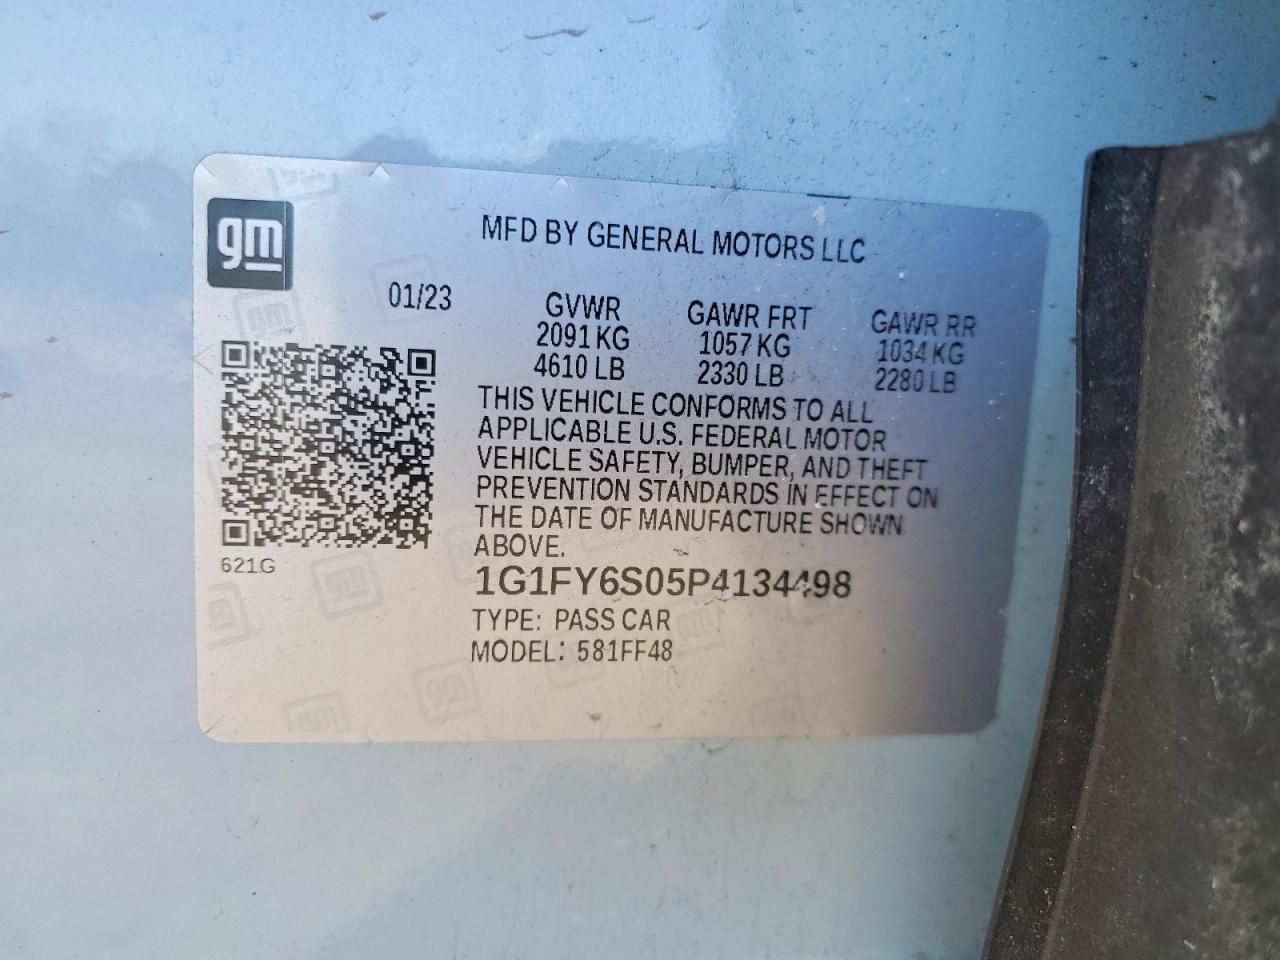 gm
MFD BY GENERAL MOTORS LLC
01/23
GVWR GAWR FRT GAWR RR
2091 KG 1057 KG 1034 KG
4610 LB 2330 LB 2280 LB
THIS VEHICLE CONFORMS TO ALL
APPLICABLE U.S. FEDERAL MOTOR
VEHICLE SAFETY, BUMPER, AND THEFT
PREVENTION STANDARDS IN EFFECT ON
THE DATE OF MANUFACTURE SHOWN
ABOVE.
621G
1G1FY6S05P4134498
TYPE: PASS CAR
MODEL: 581FF48